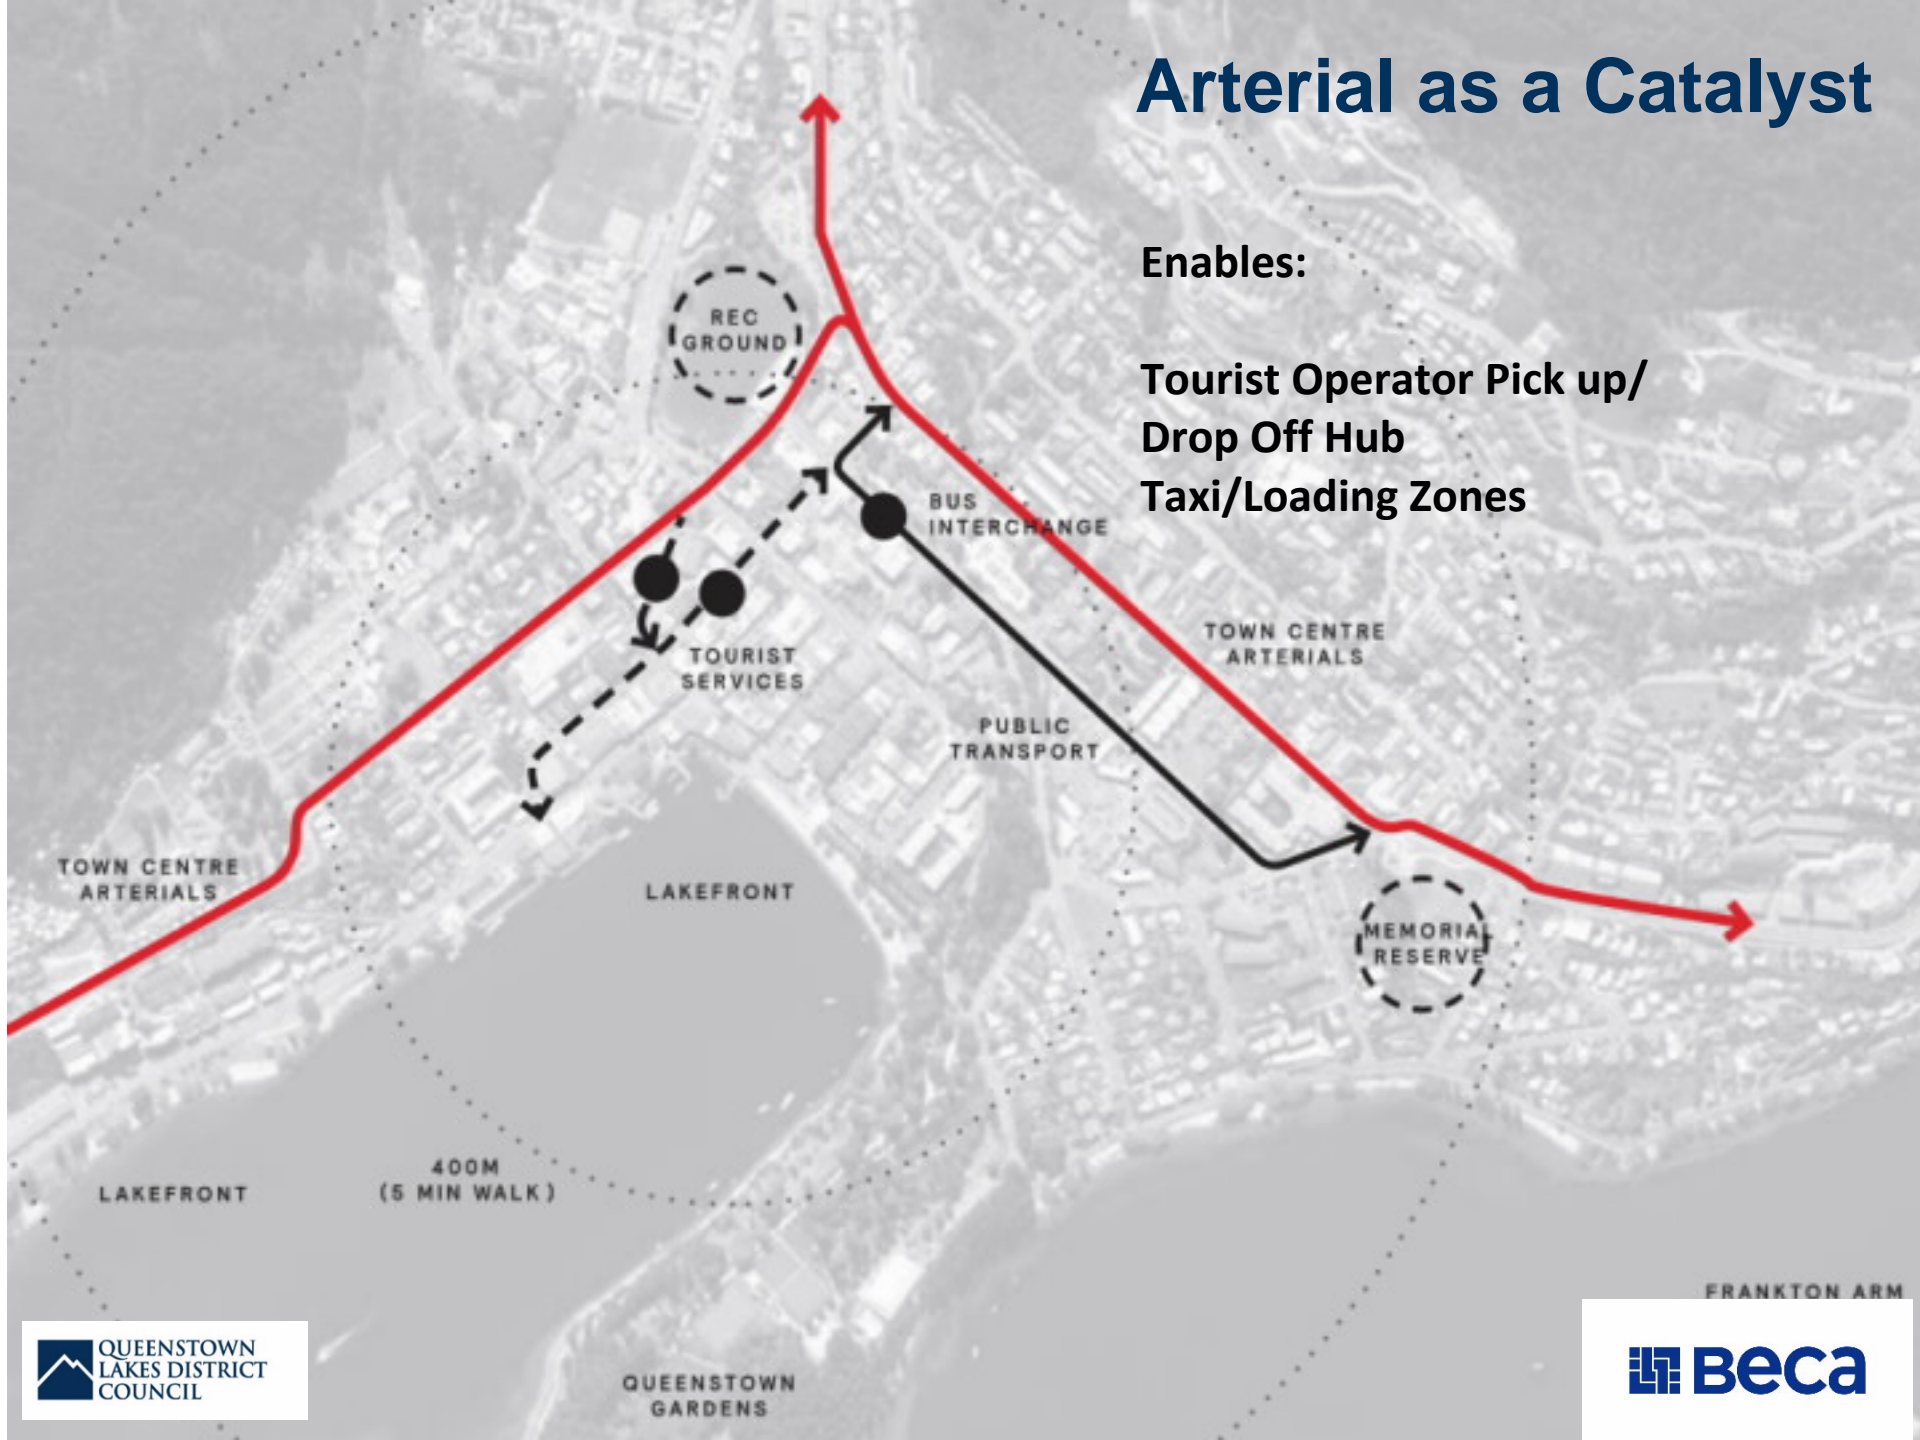 Arterial as a Catalyst
Enables:
Tourist Operator Pick up/
Drop Off Hub
Taxi/Loading Zones
REC
GROUND
BUS
INTERCHANGE
TOWN CENTRE
ARTERIALS
TOURIST
SERVICES
PUBLIC
TRANSPORT
TOWN CENTRE
ARTERIALS
LAKEFRONT
MEMORIAL
RESERVE
400M
(5 MIN WALK)
LAKEFRONT
FRANKTON ARM
QUEENSTOWN
LAKES DISTRICT
COUNCIL
QUEENSTOWN
GARDENS
Beca